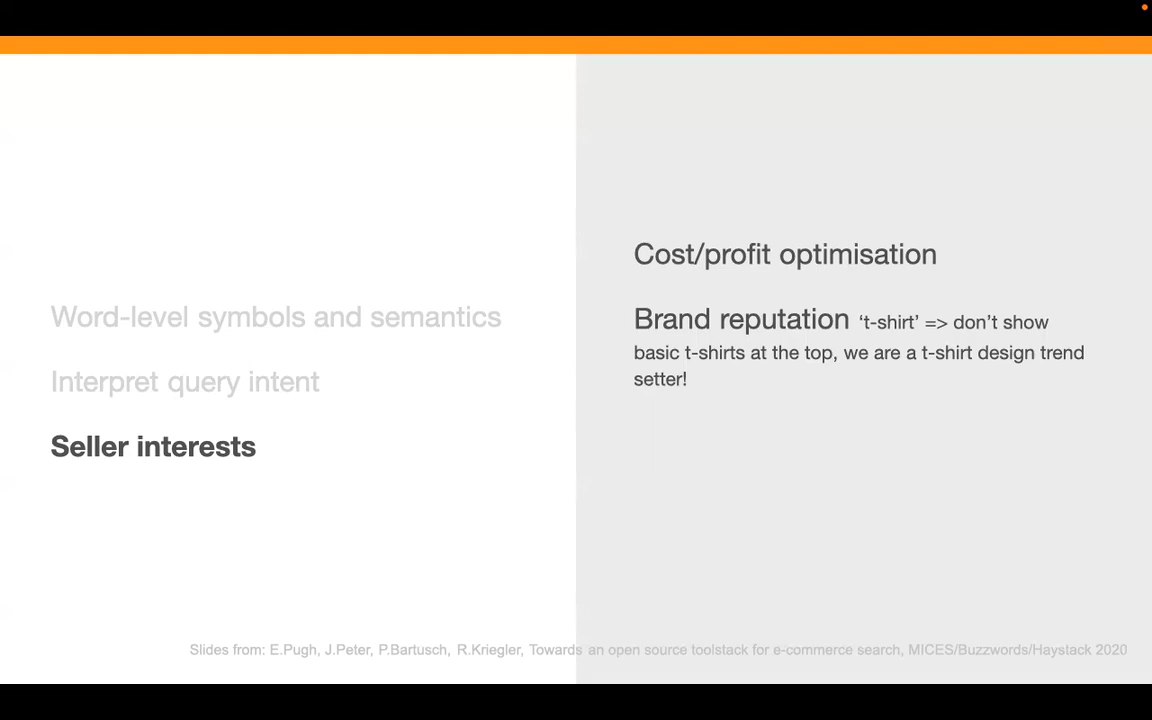 Word-level symbols and semantics
Interpret query intent
Seller interests
Cost/profit optimisation
Brand reputation ‘t-shirt’ => don’t show
basic t-shirts at the top, we are a t-shirt design trend
setter!
Slides from: E.Pugh, J.Peter, P.Bartusch, R.Kriegler, Towards an open source toolstack for e-commerce search, MICES/Buzzwords/Haystack 2020